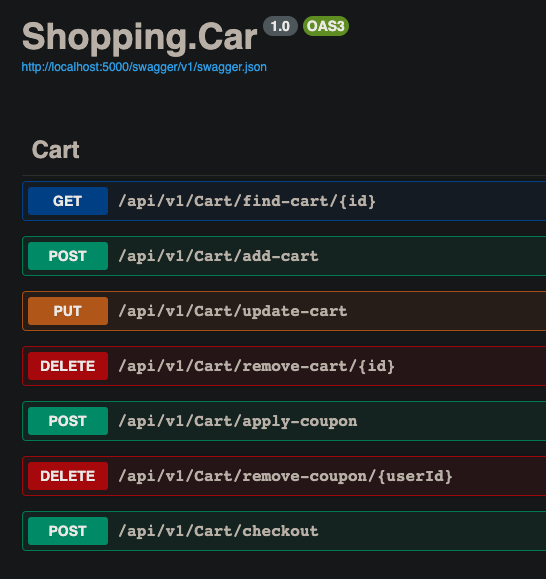 Shopping.Car 1.0 OAS3
http://localhost:5000/swagger/v1/swagger.json
Cart
GET /api/v1/Cart/find-cart/{id}
POST /api/v1/Cart/add-cart
PUT /api/v1/Cart/update-cart
DELETE /api/v1/Cart/remove-cart/{id}
POST /api/v1/Cart/apply-coupon
DELETE /api/v1/Cart/remove-coupon/{userId}
POST /api/v1/Cart/checkout